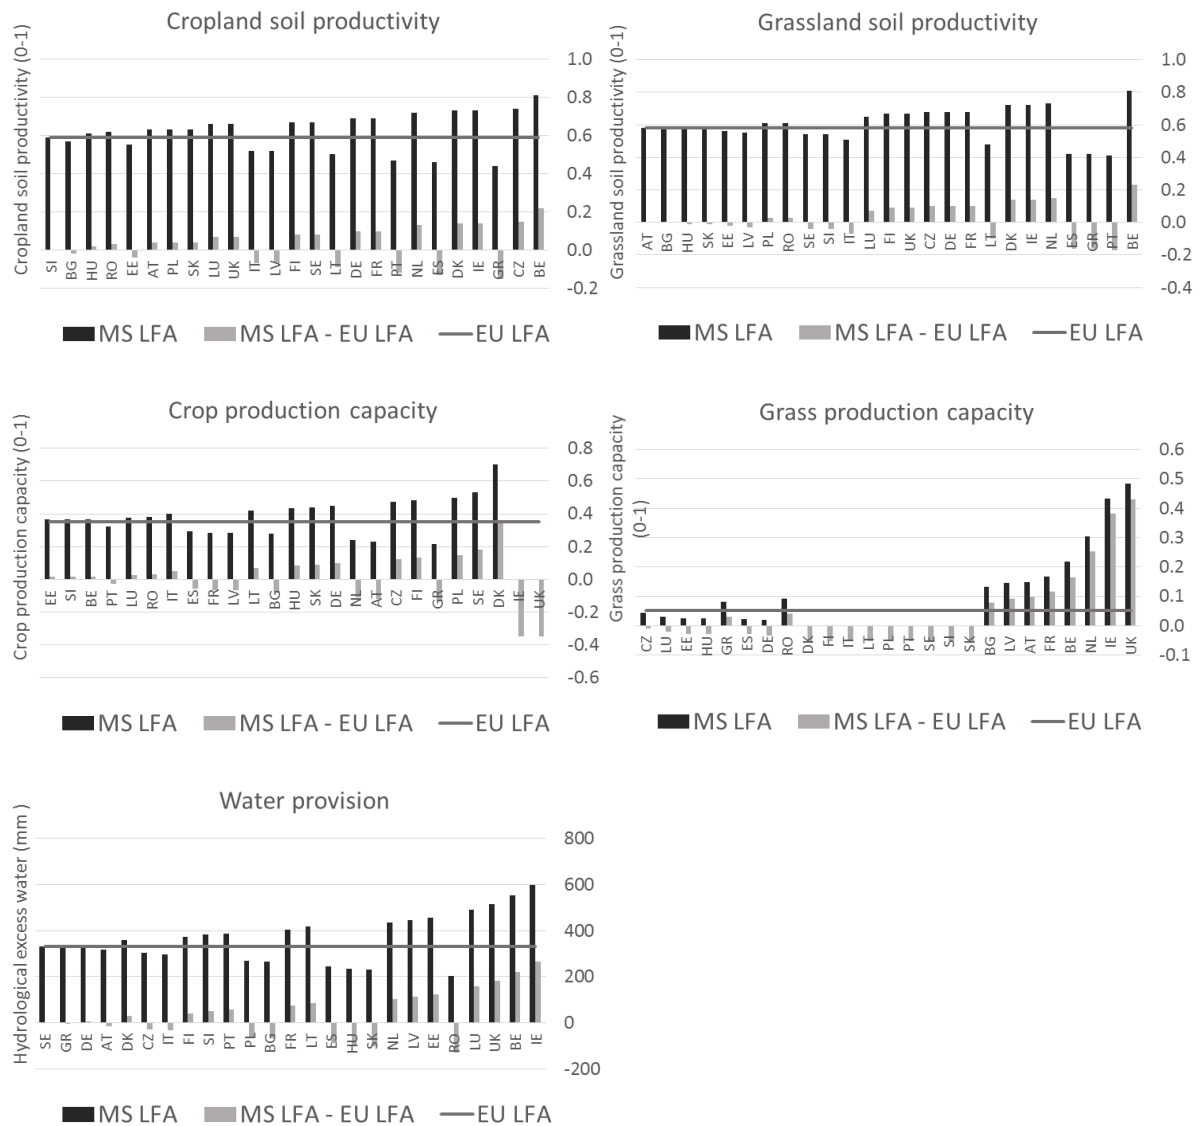 Cropland soil productivity
Cropland soil productivity (0-1)
1.0
0.8
0.6
0.4
0.2
0.0
-0.2
SI BG HU RO EE AT PL SK LU UK IT LV FI SE LT DE FR PT NL ES DK IE GR CZ BE
MS LFA MS LFA - EU LFA EU LFA
Grassland soil productivity
Grassland soil productivity (0-1)
1.0
0.8
0.6
0.4
0.2
0.0
-0.2
-0.4
AT BG HU SK EE LV PL RO SE SI IT LU FI UK CZ DE FR LT DK IE NL ES GR PT BE
MS LFA MS LFA - EU LFA EU LFA
Crop production capacity
Crop production capacity (0-1)
0.8
0.6
0.4
0.2
0.0
-0.2
-0.4
-0.6
EE SI BE PT LU RO IT ES FR LV LT BG HU SK DE NL AT CZ FI GR PL SE DK IE UK
MS LFA MS LFA - EU LFA EU LFA
Grass production capacity
Grass production capacity
(0-1)
0.6
0.5
0.4
0.3
0.2
0.1
0.0
-0.1
CZ LU EE HU GR ES DE RO DK FI IT LT PL PT SE SI SK BG LV AT FR BE NL IE UK
MS LFA MS LFA - EU LFA EU LFA
Water provision
Hydrological excess water (mm )
800
600
400
200
0
-200
SE GR DE AT DK CZ IT FI SI PT PL BG FR LT ES HU SK NL LV EE RO LU UK BE IE
MS LFA MS LFA - EU LFA EU LFA